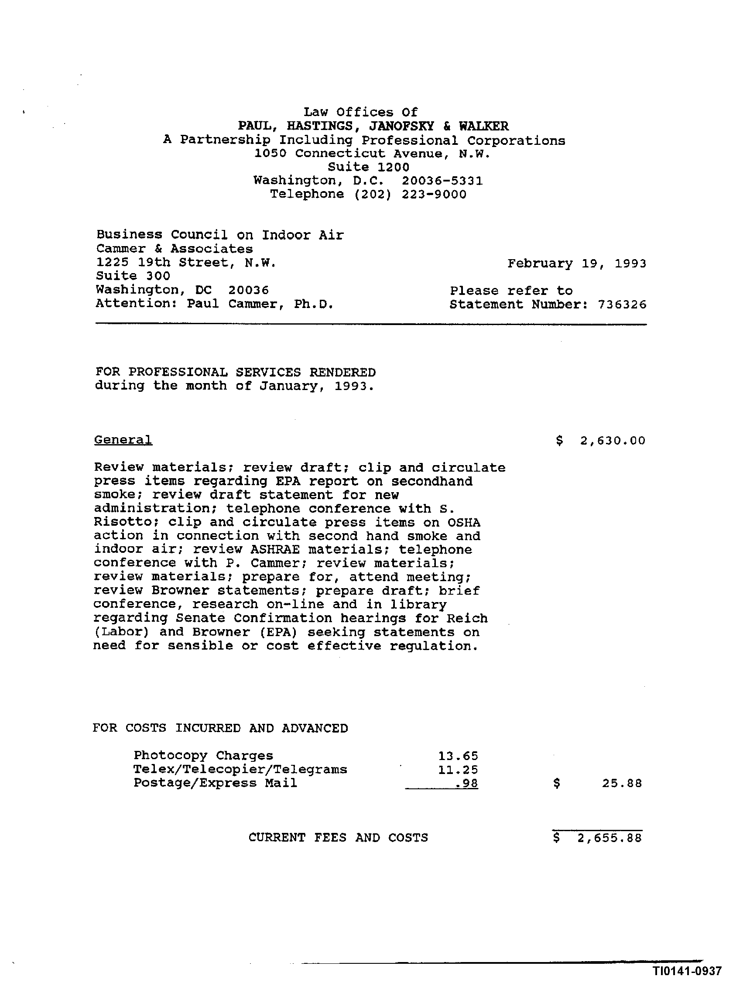 Law Offices Of
PAUL, HASTINGS, JANOFSKY & WALKER
A Partnership Including Professional Corporations
1050 Connecticut Avenue, N.W.
Suite 1200
Washington, D.C. 20036-5331
Telephone (202) 223-9000
Business Council on Indoor Air
Cammer & Associates
1225 19th Street, N.W. February 19, 1993
Suite 300
Washington, DC 20036 Please refer to
Attention: Paul Cammer, Ph.D. Statement Number: 736326
FOR PROFESSIONAL SERVICES RENDERED
during the month of January, 1993.
General $ 2,630.00
Review materials; review draft; clip and circulate
press items regarding EPA report on secondhand
smoke; review draft statement for new
administration; telephone conference with S.
Risotto; clip and circulate press items on OSHA
action in connection with second hand smoke and
indoor air; review ASHRAE materials; telephone
conference with P. Cammer; review materials;
review materials; prepare for, attend meeting;
review Browner statements; prepare draft; brief
conference, research on-line and in library
regarding Senate Confirmation hearings for Reich
(Labor) and Browner (EPA) seeking statements on
need for sensible or cost effective regulation.
FOR COSTS INCURRED AND ADVANCED
Photocopy Charges 13.65
Telex/Telecopier/Telegrams 11.25
Postage/Express Mail .98 $ 25.88
CURRENT FEES AND COSTS $ 2,655.88
TI0141-0937